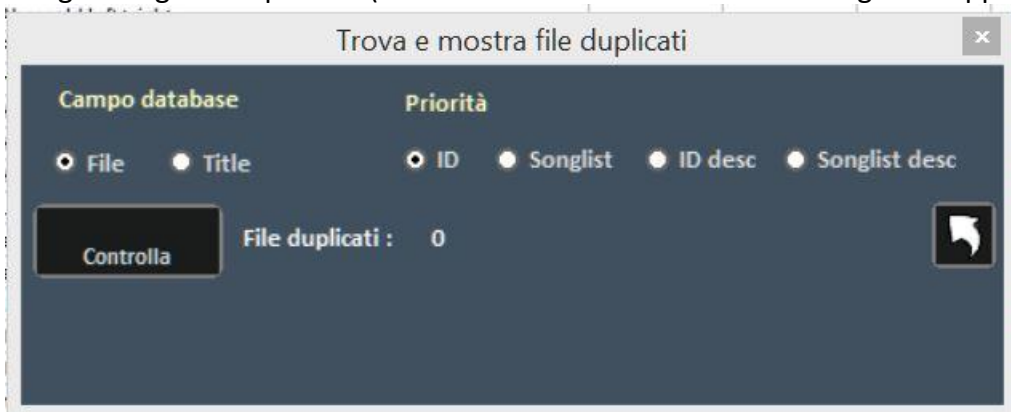 Trova e mostra file duplicati
Campo database Priorità
File Title ID Songlist ID desc Songlist desc
Controlla File duplicati : 0